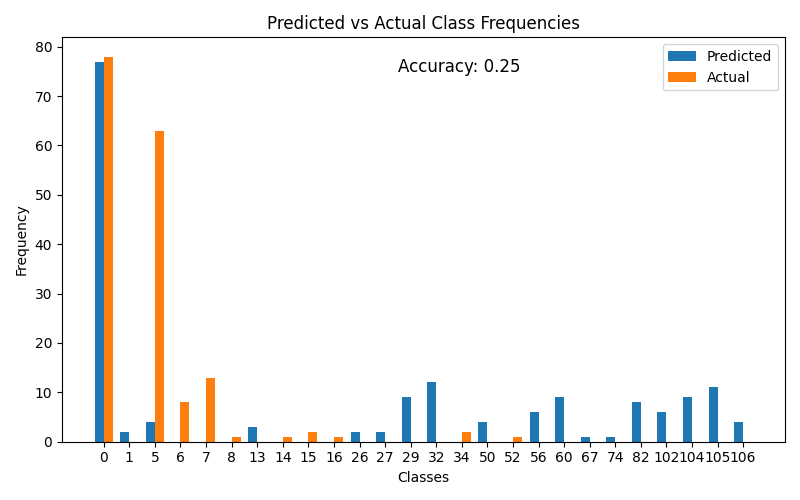 Predicted vs Actual Class Frequencies
80
70
60
50
40
30
20
10
0
Frequency
Accuracy: 0.25
Predicted
Actual
0 1 5 6 7 8 13 14 15 16 26 27 29 32 34 50 52 56 60 67 74 82 102 104 105 106
Classes